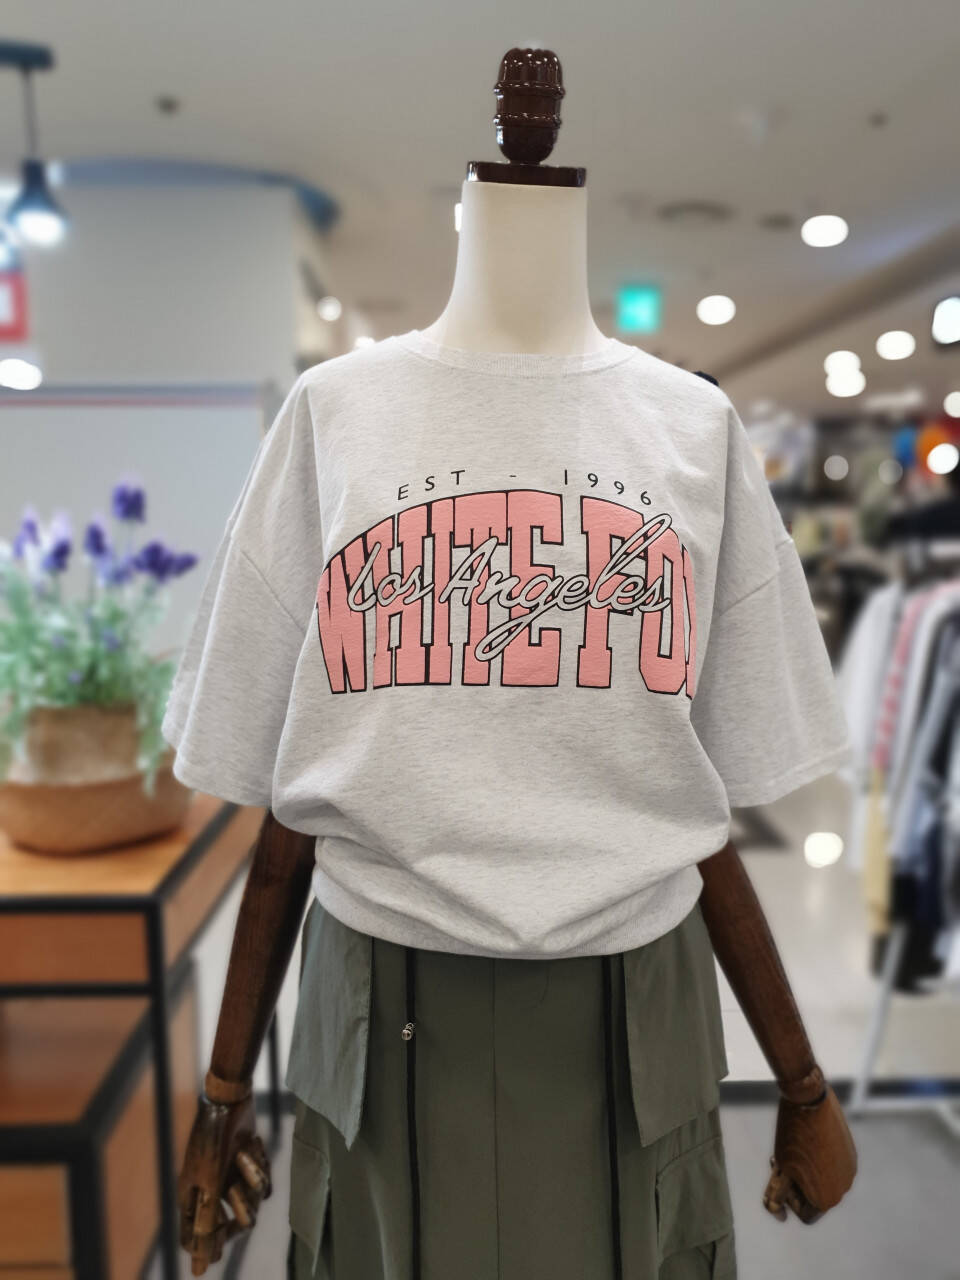 EST - 1996
WHITE FO
Los Angeles